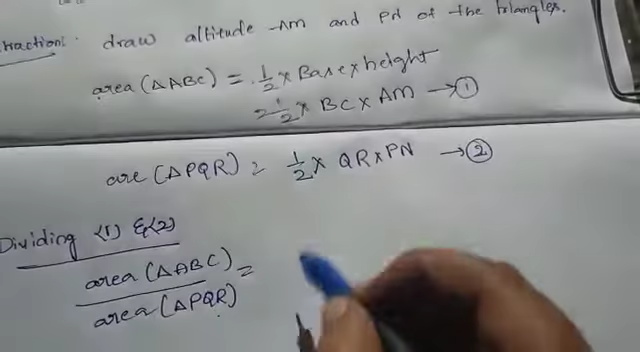 truction: draw altitude AM and PN of the triangles.
area (△ABC) = 1/2 × Base × height
= 1/2 × BC × AM → ①
are (△PQR) = 1/2 × QR × PN → ②
Dividing (1) & (2)
area (△ABC) =
area (△PQR)